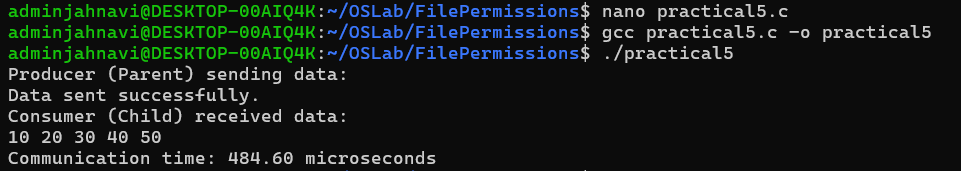 adminjahnavi@DESKTOP-00AIQ4K:~/OSLab/FilePermissions$ nano practical5.c
adminjahnavi@DESKTOP-00AIQ4K:~/OSLab/FilePermissions$ gcc practical5.c -o practical5
adminjahnavi@DESKTOP-00AIQ4K:~/OSLab/FilePermissions$ ./practical5
Producer (Parent) sending data:
Data sent successfully.
Consumer (Child) received data:
10 20 30 40 50
Communication time: 484.60 microseconds